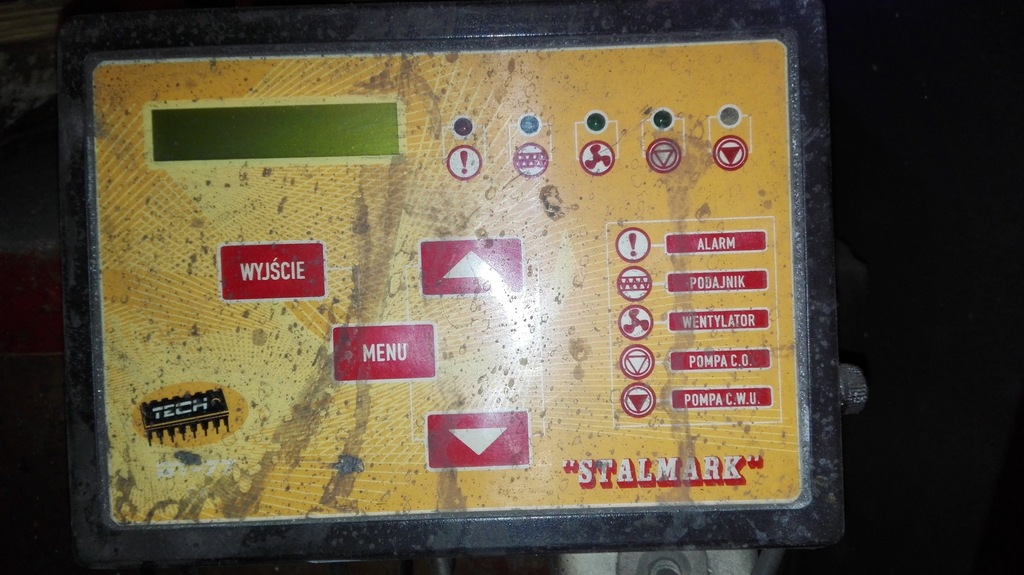 WYJŚCIE
MENU
ALARM
PODAJNIK
WENTYLATOR
POMPA C.O.
POMPA C.W.U.
TECH
"STALMARK"